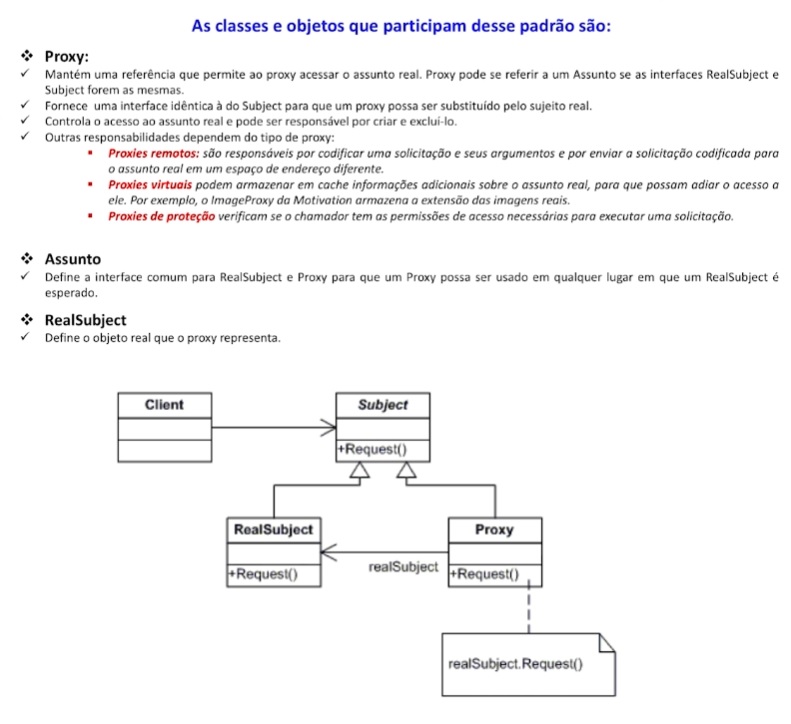 As classes e objetos que participam desse padrão são:
❖ Proxy:
✓ Mantém uma referência que permite ao proxy acessar o assunto real. Proxy pode se referir a um Assunto se as interfaces RealSubject e
Subject forem as mesmas.
✓ Fornece uma interface idêntica à do Subject para que um proxy possa ser substituído pelo sujeito real.
✓ Controla o acesso ao assunto real e pode ser responsável por criar e excluí-lo.
✓ Outras responsabilidades dependem do tipo de proxy:
▪ Proxies remotos: são responsáveis por codificar uma solicitação e seus argumentos e por enviar a solicitação codificada para
o assunto real em um espaço de endereço diferente.
▪ Proxies virtuais podem armazenar em cache informações adicionais sobre o assunto real, para que possam adiar o acesso a
ele. Por exemplo, o ImageProxy da Motivation armazena a extensão das imagens reais.
▪ Proxies de proteção verificam se o chamador tem as permissões de acesso necessárias para executar uma solicitação.
❖ Assunto
✓ Define a interface comum para RealSubject e Proxy para que um Proxy possa ser usado em qualquer lugar em que um RealSubject é
esperado.
❖ RealSubject
✓ Define o objeto real que o proxy representa.
Client
Subject
+Request()
RealSubject
Proxy
realSubject
+Request()
+Request()
realSubject.Request()